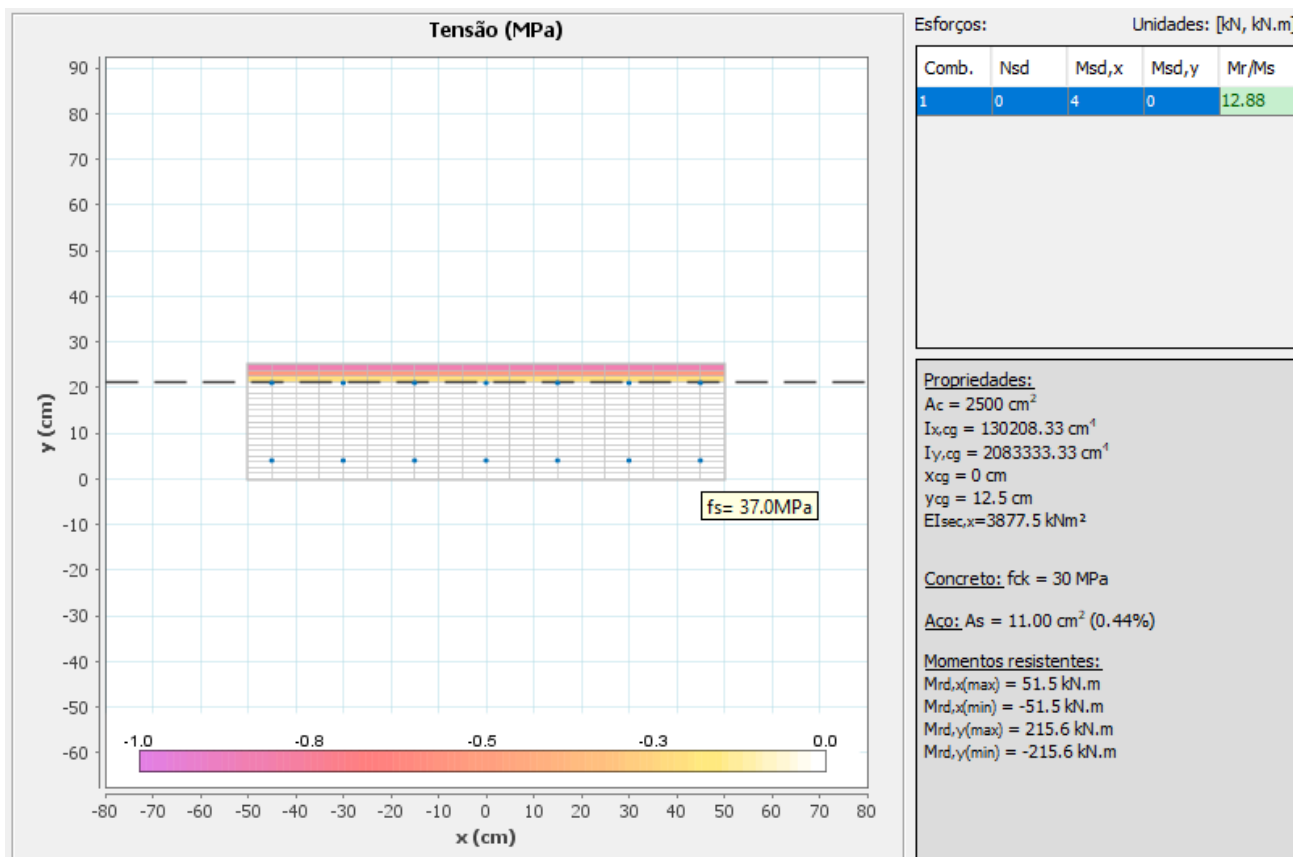 Tensão (MPa)
90
80
70
60
50
40
30
20
10
0
-10
-20
-30
-40
-50
-60
y (cm)
fs= 37.0MPa
-1.0 -0.8 -0.5 -0.3 0.0
-80 -70 -60 -50 -40 -30 -20 -10 0 10 20 30 40 50 60 70 80
x (cm)
Esforços: Unidades: [kN, kN.m]
Comb. Nsd Msd,x Msd,y Mr/Ms
1 0 4 0 12.88
Propriedades:
Ac = 2500 cm²
Ix,cg = 130208.33 cm⁴
Iy,cg = 2083333.33 cm⁴
xcg = 0 cm
ycg = 12.5 cm
EIsec,x=3877.5 kNm²
Concreto: fck = 30 MPa
Aço: As = 11.00 cm² (0.44%)
Momentos resistentes:
Mrd,x(max) = 51.5 kN.m
Mrd,x(min) = -51.5 kN.m
Mrd,y(max) = 215.6 kN.m
Mrd,y(min) = -215.6 kN.m